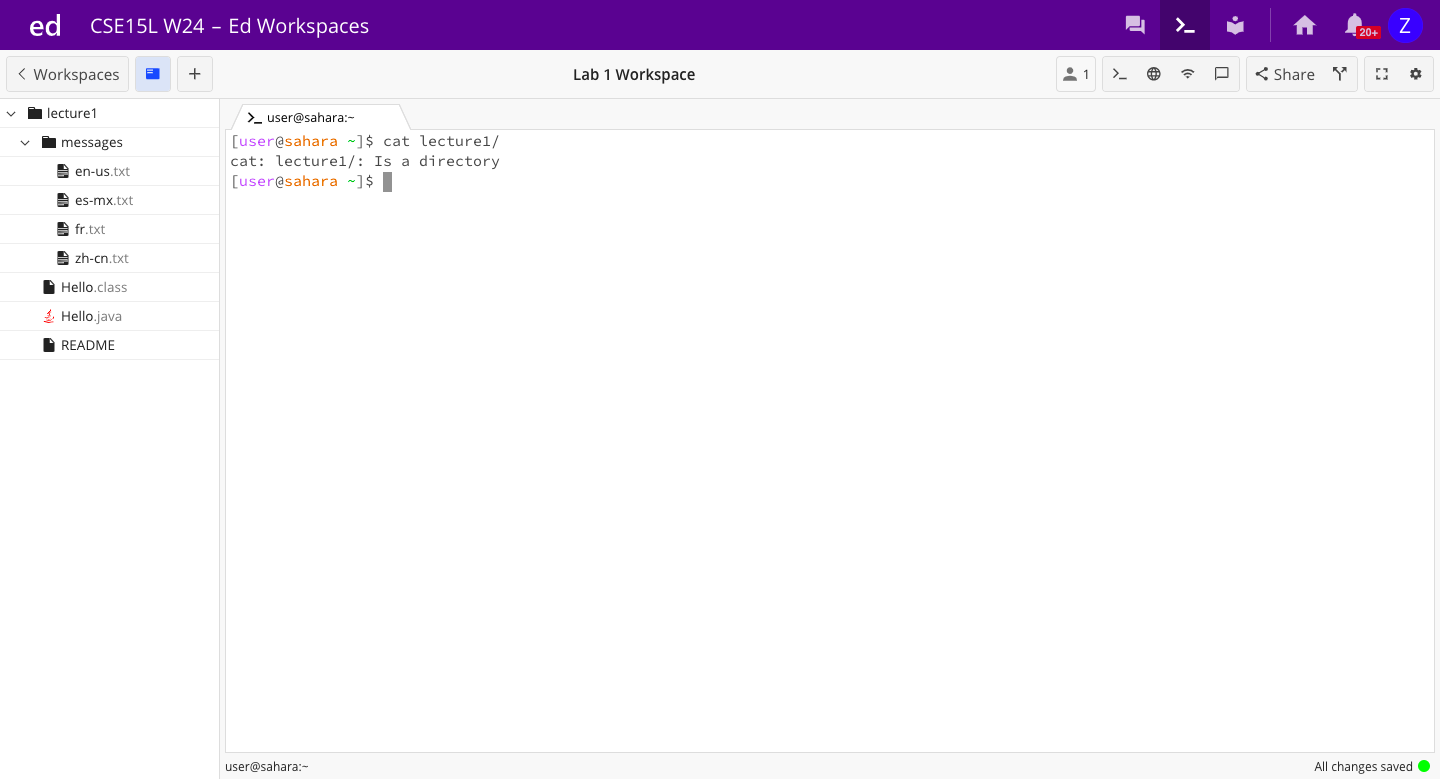 ed CSE15L W24 – Ed Workspaces 20+ Z
Workspaces Lab 1 Workspace 1 Share
lecture1
messages
en-us.txt
es-mx.txt
fr.txt
zh-cn.txt
Hello.class
Hello.java
README
user@sahara:~
[user@sahara ~]$ cat lecture1/
cat: lecture1/: Is a directory
[user@sahara ~]$
user@sahara:~ All changes saved